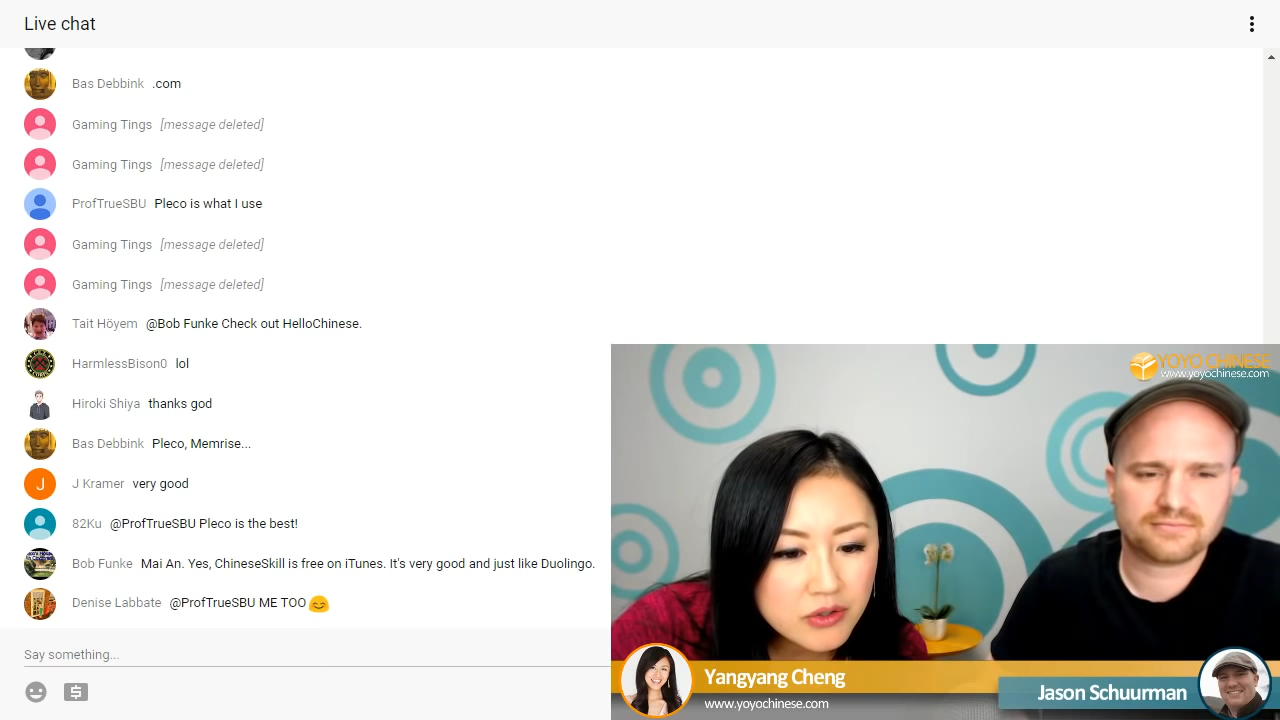 Live chat
Bas Debbink .com
Gaming Tings [message deleted]
Gaming Tings [message deleted]
ProfTrueSBU Pleco is what I use
Gaming Tings [message deleted]
Gaming Tings [message deleted]
Tait Höyem @Bob Funke Check out HelloChinese.
HarmlessBison0 lol
Hiroki Shiya thanks god
Bas Debbink Pleco, Memrise...
J
J Kramer very good
82Ku @ProfTrueSBU Pleco is the best!
Bob Funke Mai An. Yes, ChineseSkill is free on iTunes. It's very good and just like Duolingo.
Denise Labbate @ProfTrueSBU ME TOO
Say something...
YOYO CHINESE
www.yoyochinese.com
Yangyang Cheng
www.yoyochinese.com
Jason Schuurman